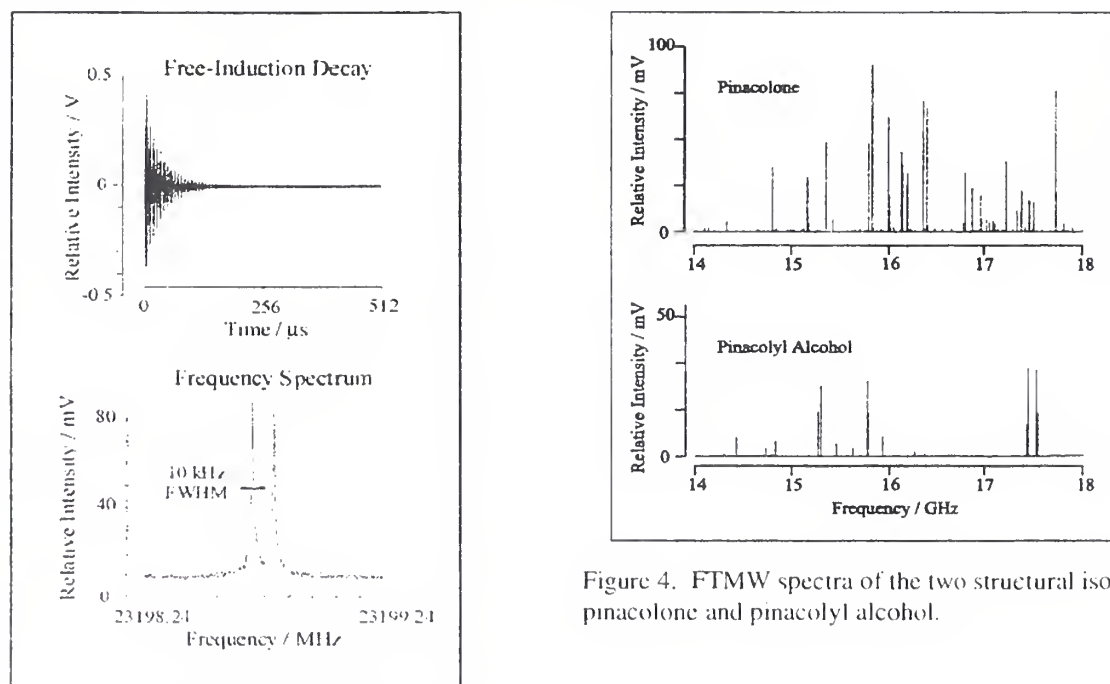 Free-Induction Decay
Relative Intensity / V
0.5
0
-0.5
0 256 512
Time / µs
Frequency Spectrum
Relative Intensity / mV
80
40
0
10 kHz
FWHM
23198.24 23199.24
Frequency / MHz
Pinacolone
Relative Intensity / mV
100
0
14 15 16 17 18
Pinacolyl Alcohol
Relative Intensity / mV
50
0
14 15 16 17 18
Frequency / GHz
Figure 4. FTMW spectra of the two structural iso
pinacolone and pinacolyl alcohol.